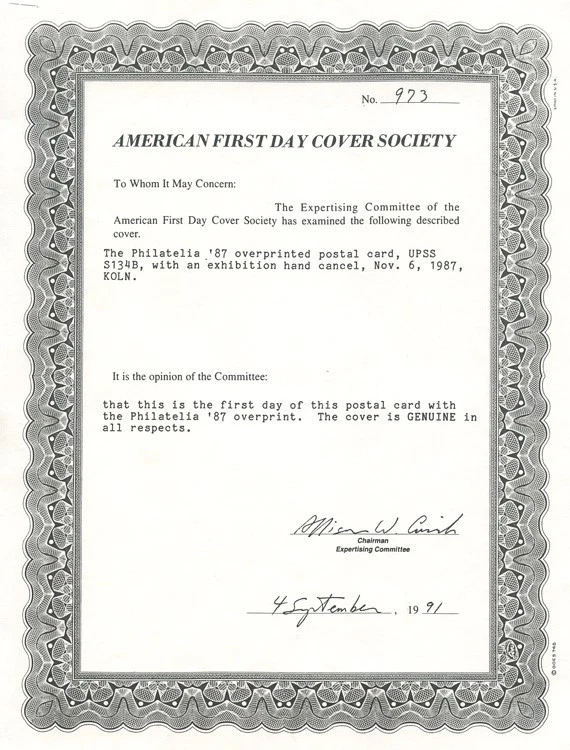 No. 973
AMERICAN FIRST DAY COVER SOCIETY
To Whom It May Concern:
The Expertising Committee of the
American First Day Cover Society has examined the following described
cover.
The Philatelia '87 overprinted postal card, UPSS
S134B, with an exhibition hand cancel, Nov. 6, 1987,
KOLN.
It is the opinion of the Committee:
that this is the first day of this postal card with
the Philatelia '87 overprint. The cover is GENUINE in
all respects.
Chairman
Expertising Committee
4 September, 19 91
© GOES 746